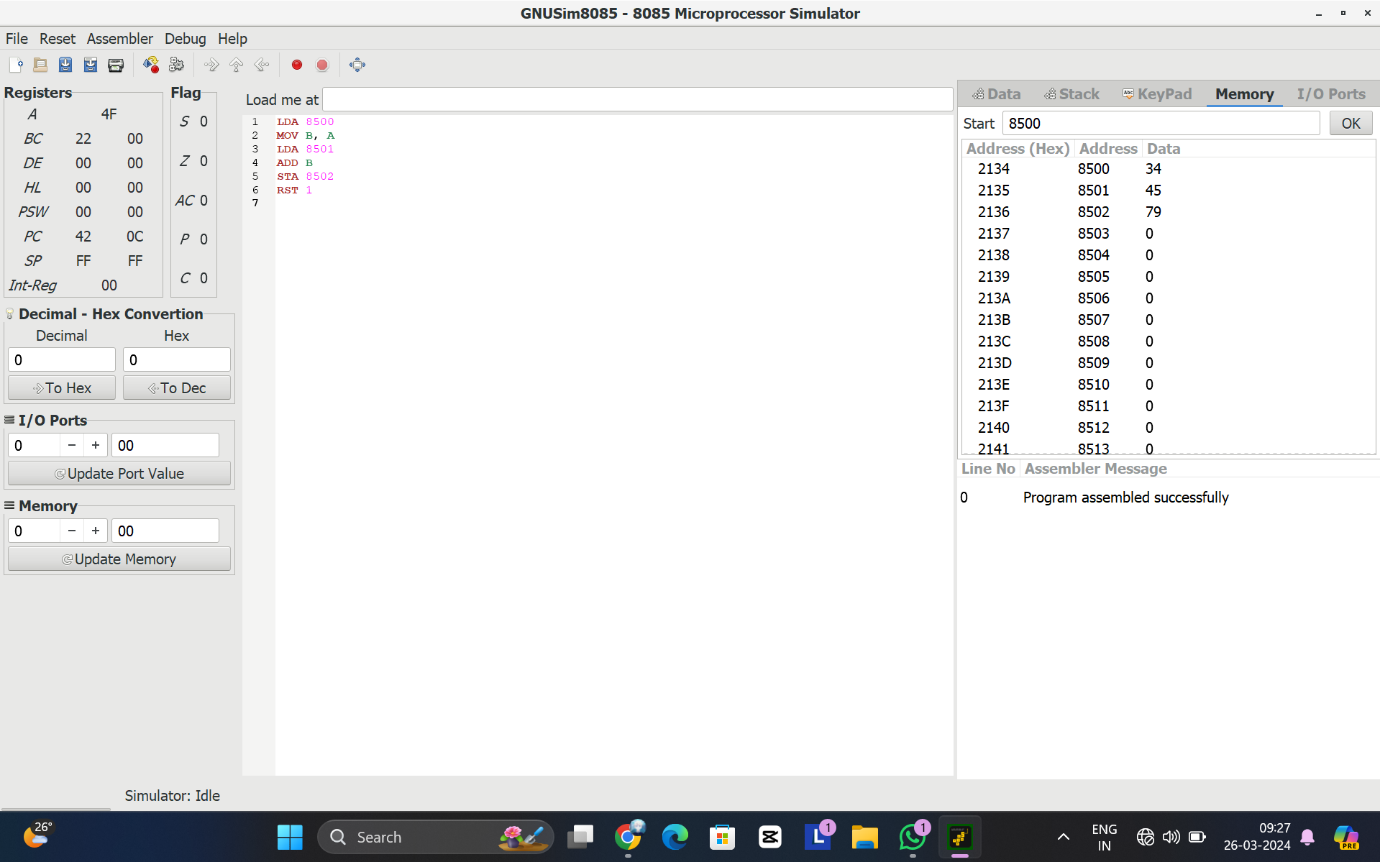 GNUSim8085 - 8085 Microprocessor Simulator
File Reset Assembler Debug Help
Registers
A 4F
BC 22 00
DE 00 00
HL 00 00
PSW 00 00
PC 42 0C
SP FF FF
Int-Reg 00
Flag
S 0
Z 0
AC 0
P 0
C 0
Decimal - Hex Convertion
Decimal Hex
0 0
To Hex To Dec
I/O Ports
0 − + 00
Update Port Value
Memory
0 − + 00
Update Memory
Load me at
1 LDA 8500
2 MOV B, A
3 LDA 8501
4 ADD B
5 STA 8502
6 RST 1
7
Data Stack KeyPad Memory I/O Ports
Start 8500 OK
Address (Hex) Address Data
2134 8500 34
2135 8501 45
2136 8502 79
2137 8503 0
2138 8504 0
2139 8505 0
213A 8506 0
213B 8507 0
213C 8508 0
213D 8509 0
213E 8510 0
213F 8511 0
2140 8512 0
2141 8513 0
Line No Assembler Message
0 Program assembled successfully
Simulator: Idle
26°
Search
1
L
1
ENG
IN
09:27
26-03-2024
PRE